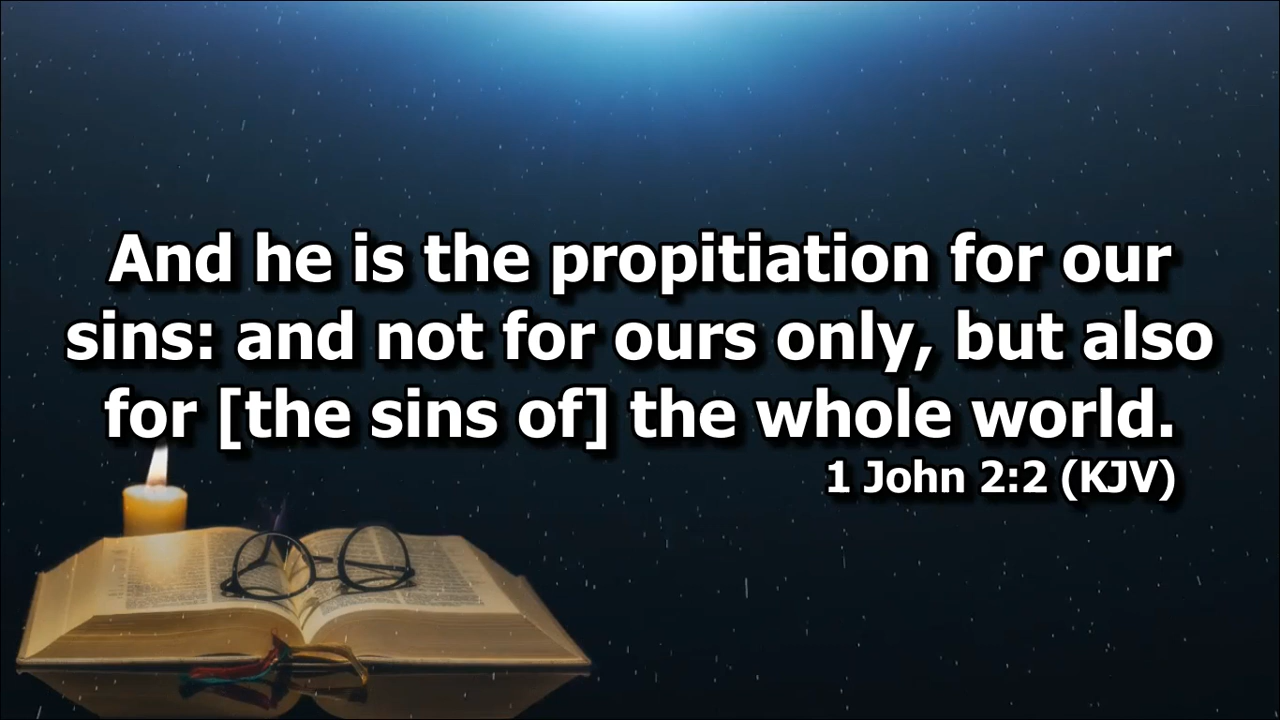 And he is the propitiation for our
sins: and not for ours only, but also
for [the sins of] the whole world.
1 John 2:2 (KJV)